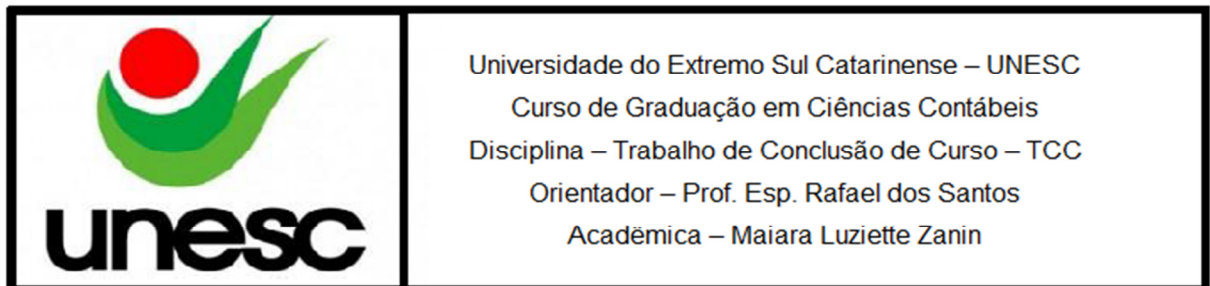 unesc
Universidade do Extremo Sul Catarinense – UNESC
Curso de Graduação em Ciências Contábeis
Disciplina – Trabalho de Conclusão de Curso – TCC
Orientador – Prof. Esp. Rafael dos Santos
Acadêmica – Maiara Luziette Zanin